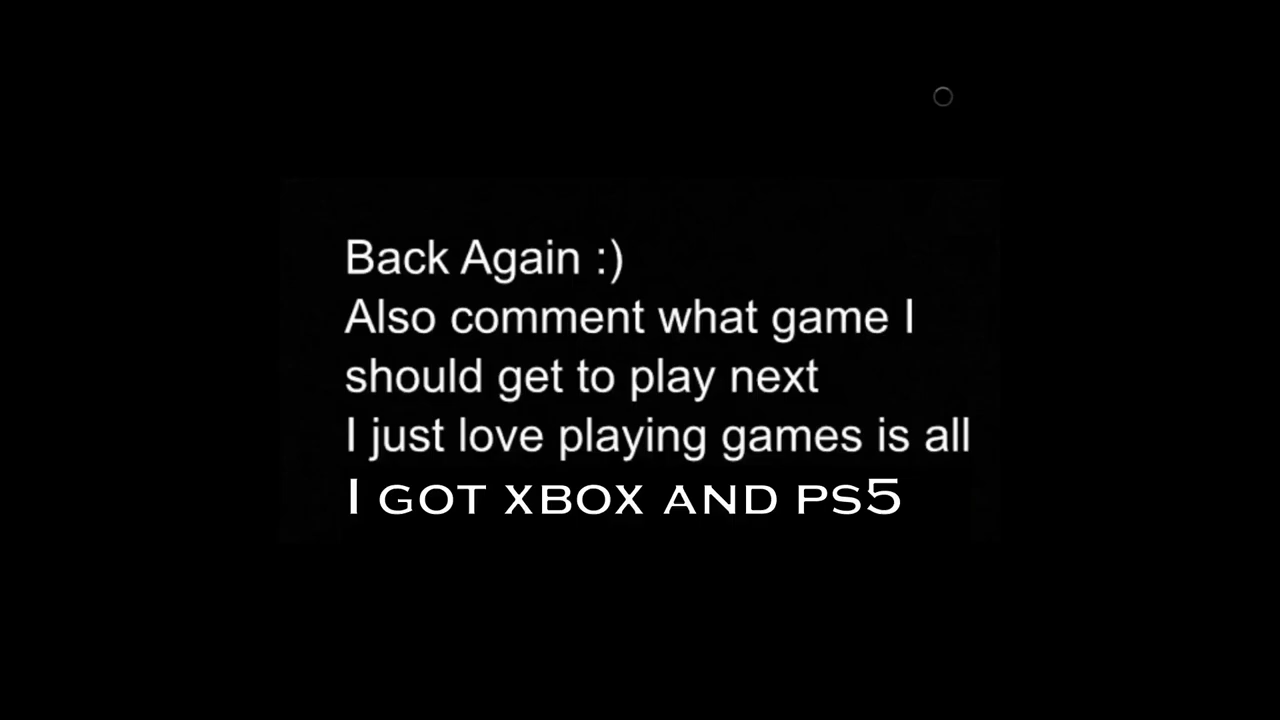 Back Again :)
Also comment what game I
should get to play next
I just love playing games is all
I GOT XBOX AND PS5